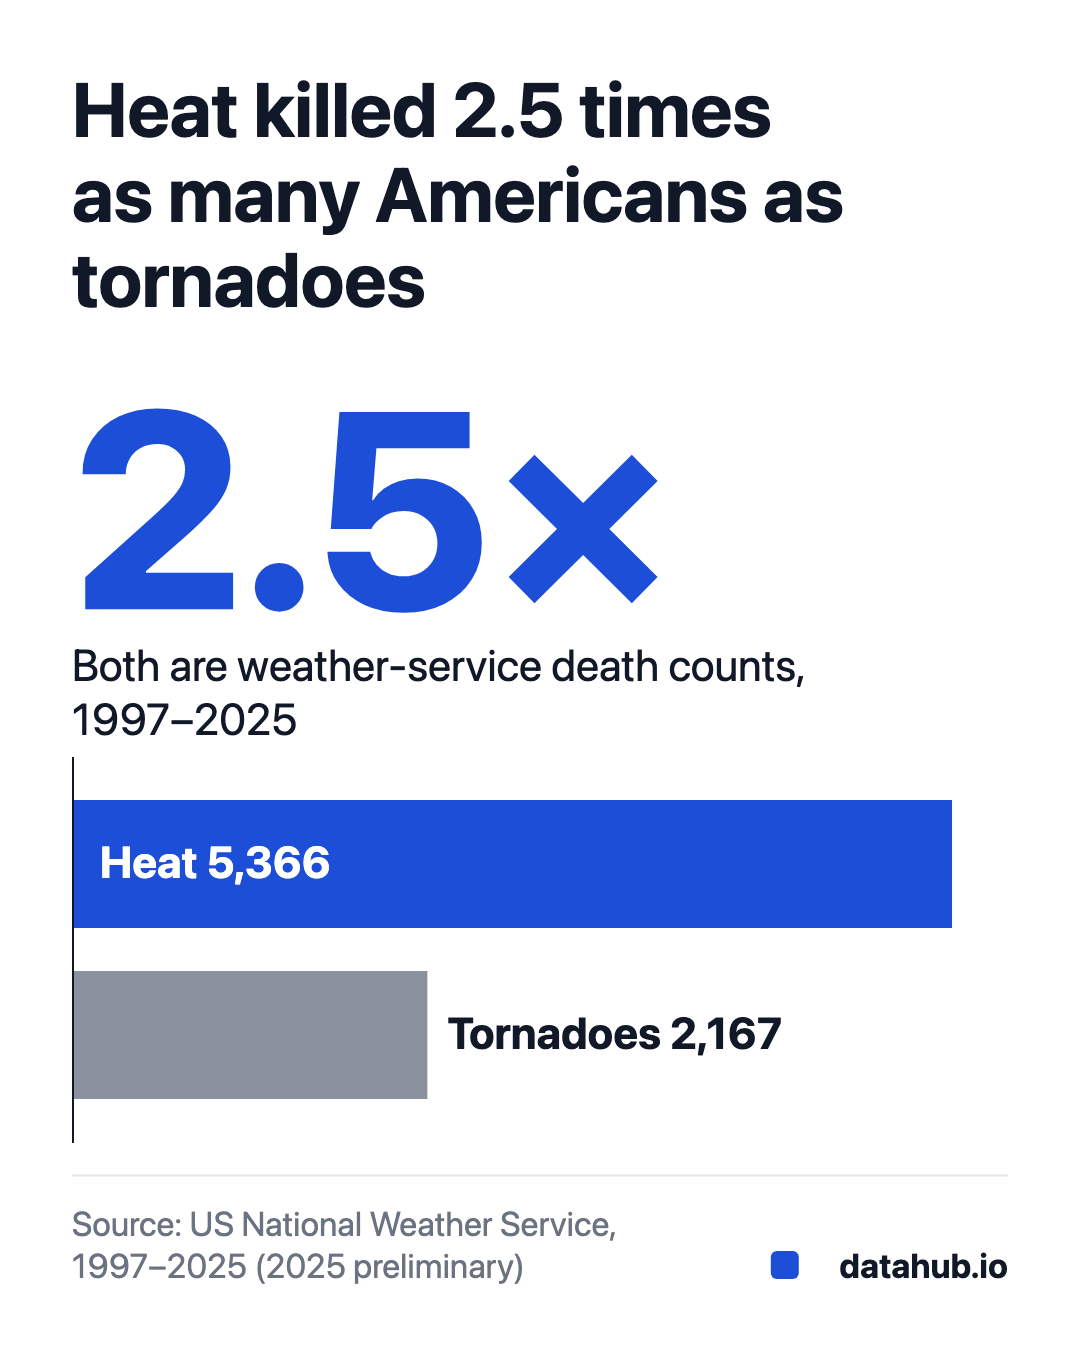 Heat killed 2.5 times
as many Americans as
tornadoes
2.5×
Both are weather-service death counts,
1997–2025
Heat 5,366
Tornadoes 2,167
Source: US National Weather Service,
1997–2025 (2025 preliminary)
datahub.io